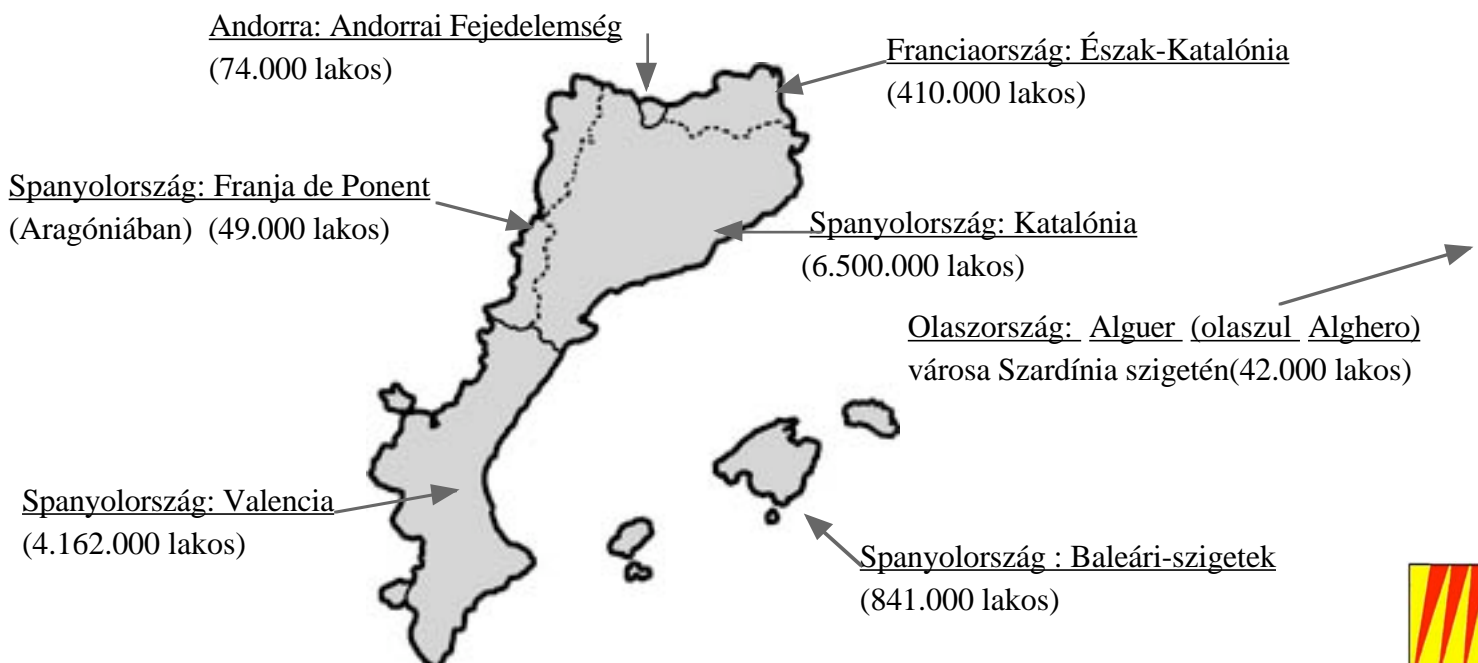 Andorra: Andorrai Fejedelemség
(74.000 lakos)
Franciaország: Észak-Katalónia
(410.000 lakos)
Spanyolország: Franja de Ponent
(Aragóniában) (49.000 lakos)
Spanyolország: Katalónia
(6.500.000 lakos)
Olaszország: Alguer (olaszul Alghero)
városa Szardínia szigetén(42.000 lakos)
Spanyolország: Valencia
(4.162.000 lakos)
Spanyolország : Baleári-szigetek
(841.000 lakos)